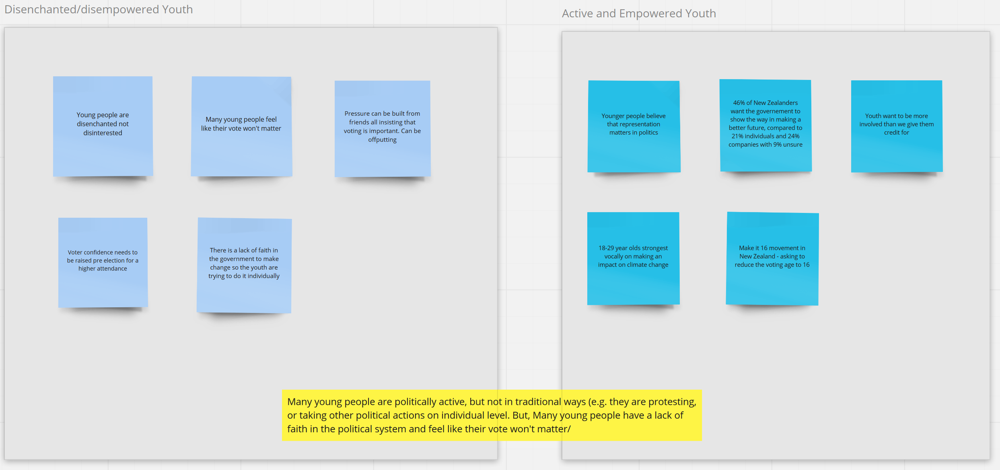 Disenchanted/disempowered Youth
Young people are
disenchanted not
disinterested
Many young people feel
like their vote won't matter
Pressure can be built from
friends all insisting that
voting is important. Can be
offputting
Voter confidence needs to
be raised pre election for a
higher attendance
There is a lack of faith in
the government to make
change so the youth are
trying to do it individually
Active and Empowered Youth
Younger people believe
that representation
matters in politics
46% of New Zealanders
want the governement to
show the way in making a
better future, compared to
21% individuals and 24%
companies with 9% unsure
Youth want to be more
involved than we give them
credit for
18-29 year olds strongest
vocally on making an
impact on climate change
Make it 16 movement in
New Zealand - asking to
reduce the voting age to 16
Many young people are politically active, but not in traditional ways (e.g. they are protesting,
or taking other political actions on individual level. But, Many young people have a lack of
faith in the political system and feel like their vote won't matter/